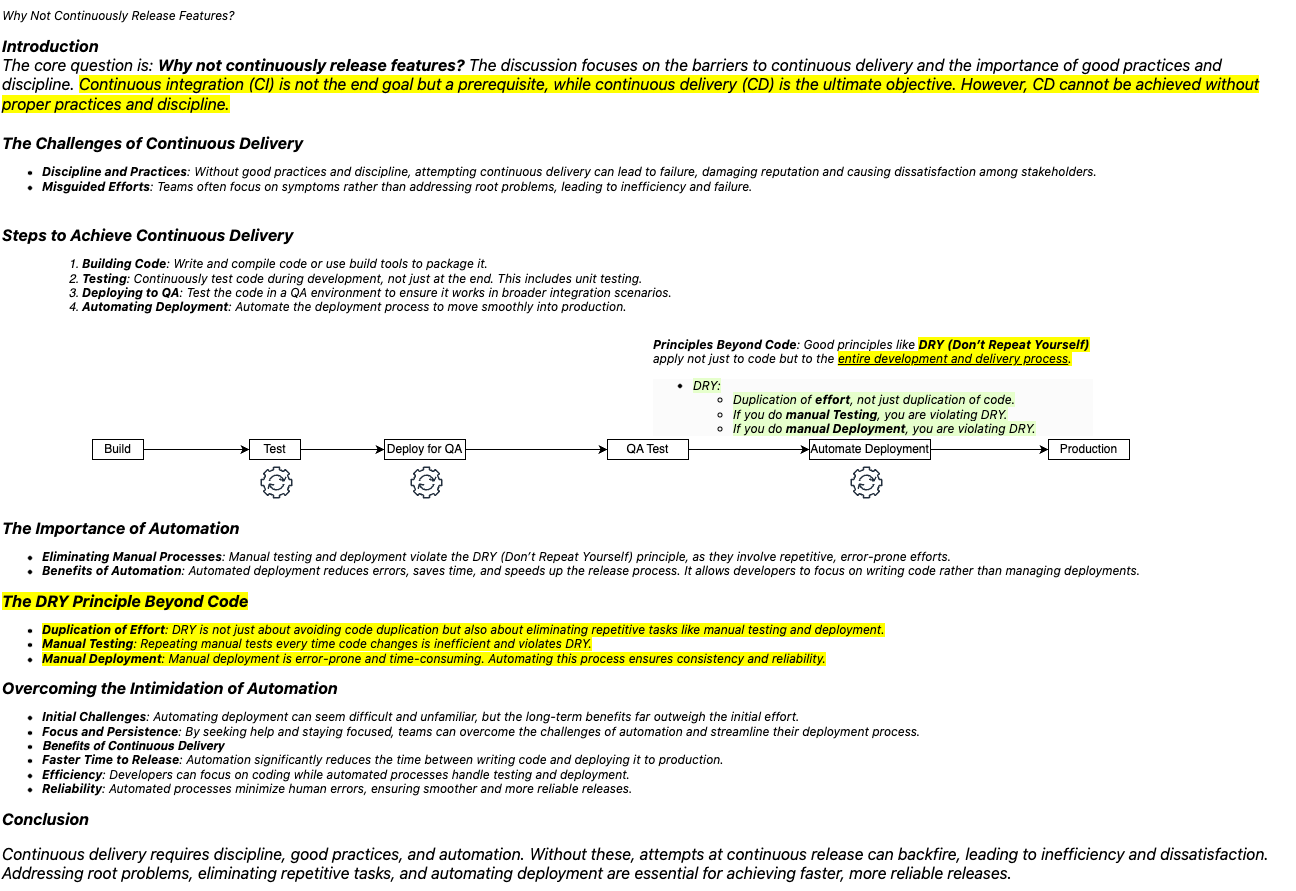 Why Not Continuously Release Features?
Introduction
The core question is: Why not continuously release features? The discussion focuses on the barriers to continuous delivery and the importance of good practices and
discipline. Continuous integration (CI) is not the end goal but a prerequisite, while continuous delivery (CD) is the ultimate objective. However, CD cannot be achieved without
proper practices and discipline.
The Challenges of Continuous Delivery
• Discipline and Practices: Without good practices and discipline, attempting continuous delivery can lead to failure, damaging reputation and causing dissatisfaction among stakeholders.
• Misguided Efforts: Teams often focus on symptoms rather than addressing root problems, leading to inefficiency and failure.
Steps to Achieve Continuous Delivery
1. Building Code: Write and compile code or use build tools to package it.
2. Testing: Continuously test code during development, not just at the end. This includes unit testing.
3. Deploying to QA: Test the code in a QA environment to ensure it works in broader integration scenarios.
4. Automating Deployment: Automate the deployment process to move smoothly into production.
Principles Beyond Code: Good principles like DRY (Don't Repeat Yourself)
apply not just to code but to the entire development and delivery process.
• DRY:
◦ Duplication of effort, not just duplication of code.
◦ If you do manual Testing, you are violating DRY.
◦ If you do manual Deployment, you are violating DRY.
Build Test Deploy for QA QA Test Automate Deployment Production
The Importance of Automation
• Eliminating Manual Processes: Manual testing and deployment violate the DRY (Don't Repeat Yourself) principle, as they involve repetitive, error-prone efforts.
• Benefits of Automation: Automated deployment reduces errors, saves time, and speeds up the release process. It allows developers to focus on writing code rather than managing deployments.
The DRY Principle Beyond Code
• Duplication of Effort: DRY is not just about avoiding code duplication but also about eliminating repetitive tasks like manual testing and deployment.
• Manual Testing: Repeating manual tests every time code changes is inefficient and violates DRY.
• Manual Deployment: Manual deployment is error-prone and time-consuming. Automating this process ensures consistency and reliability.
Overcoming the Intimidation of Automation
• Initial Challenges: Automating deployment can seem difficult and unfamiliar, but the long-term benefits far outweigh the initial effort.
• Focus and Persistence: By seeking help and staying focused, teams can overcome the challenges of automation and streamline their deployment process.
• Benefits of Continuous Delivery
• Faster Time to Release: Automation significantly reduces the time between writing code and deploying it to production.
• Efficiency: Developers can focus on coding while automated processes handle testing and deployment.
• Reliability: Automated processes minimize human errors, ensuring smoother and more reliable releases.
Conclusion
Continuous delivery requires discipline, good practices, and automation. Without these, attempts at continuous release can backfire, leading to inefficiency and dissatisfaction.
Addressing root problems, eliminating repetitive tasks, and automating deployment are essential for achieving faster, more reliable releases.